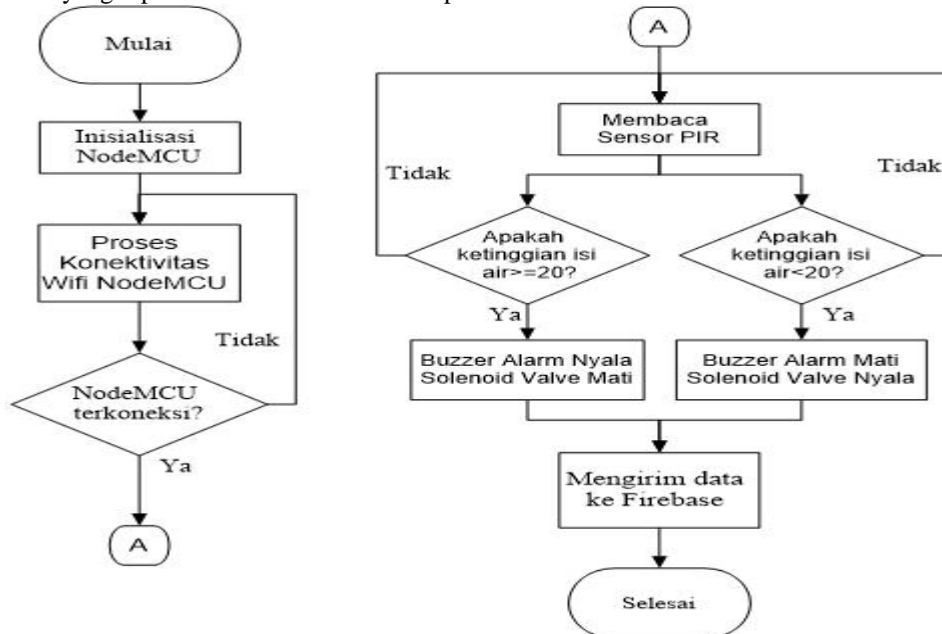 Mulai
Inisialisasi
NodeMCU
Proses
Konektivitas
Wifi NodeMCU
Tidak
NodeMCU
terkoneksi?
Ya
A
A
Membaca
Sensor PIR
Tidak
Tidak
Apakah
ketinggian isi
air>=20?
Apakah
ketinggian isi
air<20?
Ya
Ya
Buzzer Alarm Nyala
Solenoid Valve Mati
Buzzer Alarm Mati
Solenoid Valve Nyala
Mengirim data
ke Firebase
Selesai